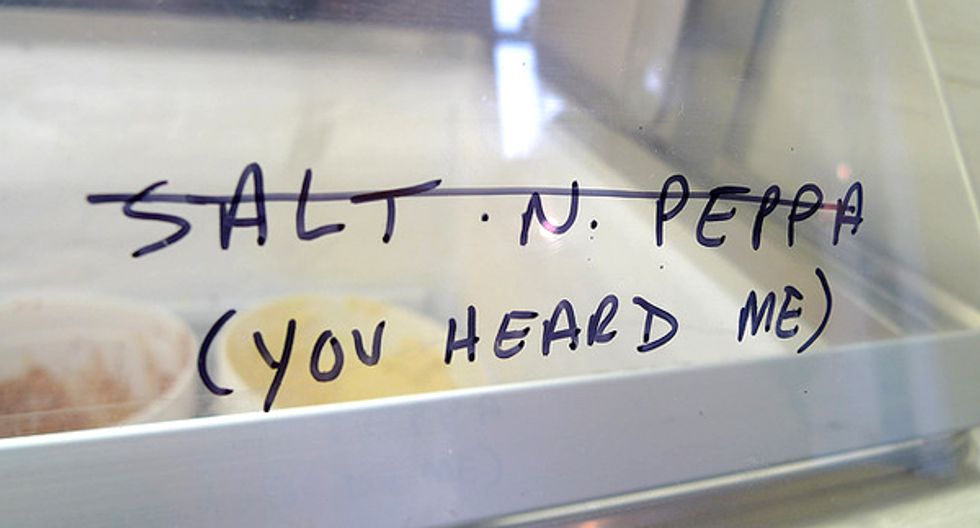 SALT · N. PEPPA
(YOU HEARD ME)